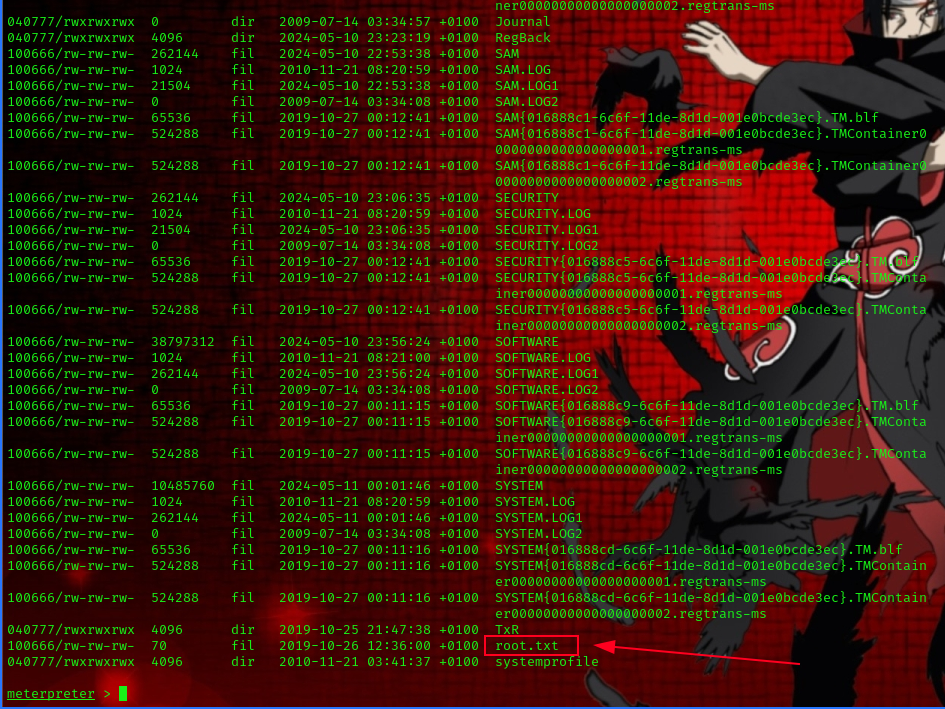 ner00000000000000000002.regtrans-ms
040777/rwxrwxrwx  0         dir   2009-07-14 03:34:57 +0100  Journal
040777/rwxrwxrwx  4096      dir   2024-05-10 23:23:19 +0100  RegBack
100666/rw-rw-rw-  262144    fil   2024-05-10 22:53:38 +0100  SAM
100666/rw-rw-rw-  1024      fil   2010-11-21 08:20:59 +0100  SAM.LOG
100666/rw-rw-rw-  21504     fil   2024-05-10 22:53:38 +0100  SAM.LOG1
100666/rw-rw-rw-  0         fil   2009-07-14 03:34:08 +0100  SAM.LOG2
100666/rw-rw-rw-  65536     fil   2019-10-27 00:12:41 +0100  SAM{016888c1-6c6f-11de-8d1d-001e0bcde3ec}.TM.blf
100666/rw-rw-rw-  524288    fil   2019-10-27 00:12:41 +0100  SAM{016888c1-6c6f-11de-8d1d-001e0bcde3ec}.TMContainer0
0000000000000000001.regtrans-ms
100666/rw-rw-rw-  524288    fil   2019-10-27 00:12:41 +0100  SAM{016888c1-6c6f-11de-8d1d-001e0bcde3ec}.TMContainer0
0000000000000000002.regtrans-ms
100666/rw-rw-rw-  262144    fil   2024-05-10 23:06:35 +0100  SECURITY
100666/rw-rw-rw-  1024      fil   2010-11-21 08:20:59 +0100  SECURITY.LOG
100666/rw-rw-rw-  21504     fil   2024-05-10 23:06:35 +0100  SECURITY.LOG1
100666/rw-rw-rw-  0         fil   2009-07-14 03:34:08 +0100  SECURITY.LOG2
100666/rw-rw-rw-  65536     fil   2019-10-27 00:12:41 +0100  SECURITY{016888c5-6c6f-11de-8d1d-001e0bcde3ec}.TM.blf
100666/rw-rw-rw-  524288    fil   2019-10-27 00:12:41 +0100  SECURITY{016888c5-6c6f-11de-8d1d-001e0bcde3ec}.TMConta
iner00000000000000000001.regtrans-ms
100666/rw-rw-rw-  524288    fil   2019-10-27 00:12:41 +0100  SECURITY{016888c5-6c6f-11de-8d1d-001e0bcde3ec}.TMConta
iner00000000000000000002.regtrans-ms
100666/rw-rw-rw-  38797312  fil   2024-05-10 23:56:24 +0100  SOFTWARE
100666/rw-rw-rw-  1024      fil   2010-11-21 08:21:00 +0100  SOFTWARE.LOG
100666/rw-rw-rw-  262144    fil   2024-05-10 23:56:24 +0100  SOFTWARE.LOG1
100666/rw-rw-rw-  0         fil   2009-07-14 03:34:08 +0100  SOFTWARE.LOG2
100666/rw-rw-rw-  65536     fil   2019-10-27 00:11:15 +0100  SOFTWARE{016888c9-6c6f-11de-8d1d-001e0bcde3ec}.TM.blf
100666/rw-rw-rw-  524288    fil   2019-10-27 00:11:15 +0100  SOFTWARE{016888c9-6c6f-11de-8d1d-001e0bcde3ec}.TMConta
iner00000000000000000001.regtrans-ms
100666/rw-rw-rw-  524288    fil   2019-10-27 00:11:15 +0100  SOFTWARE{016888c9-6c6f-11de-8d1d-001e0bcde3ec}.TMConta
iner00000000000000000002.regtrans-ms
100666/rw-rw-rw-  10485760  fil   2024-05-11 00:01:46 +0100  SYSTEM
100666/rw-rw-rw-  1024      fil   2010-11-21 08:20:59 +0100  SYSTEM.LOG
100666/rw-rw-rw-  262144    fil   2024-05-11 00:01:46 +0100  SYSTEM.LOG1
100666/rw-rw-rw-  0         fil   2009-07-14 03:34:08 +0100  SYSTEM.LOG2
100666/rw-rw-rw-  65536     fil   2019-10-27 00:11:16 +0100  SYSTEM{016888cd-6c6f-11de-8d1d-001e0bcde3ec}.TM.blf
100666/rw-rw-rw-  524288    fil   2019-10-27 00:11:16 +0100  SYSTEM{016888cd-6c6f-11de-8d1d-001e0bcde3ec}.TMContain
er00000000000000000001.regtrans-ms
100666/rw-rw-rw-  524288    fil   2019-10-27 00:11:16 +0100  SYSTEM{016888cd-6c6f-11de-8d1d-001e0bcde3ec}.TMContain
er00000000000000000002.regtrans-ms
040777/rwxrwxrwx  4096      dir   2019-10-25 21:47:38 +0100  TxR
100666/rw-rw-rw-  70        fil   2019-10-26 12:36:00 +0100  root.txt
040777/rwxrwxrwx  4096      dir   2010-11-21 03:41:37 +0100  systemprofile
meterpreter >